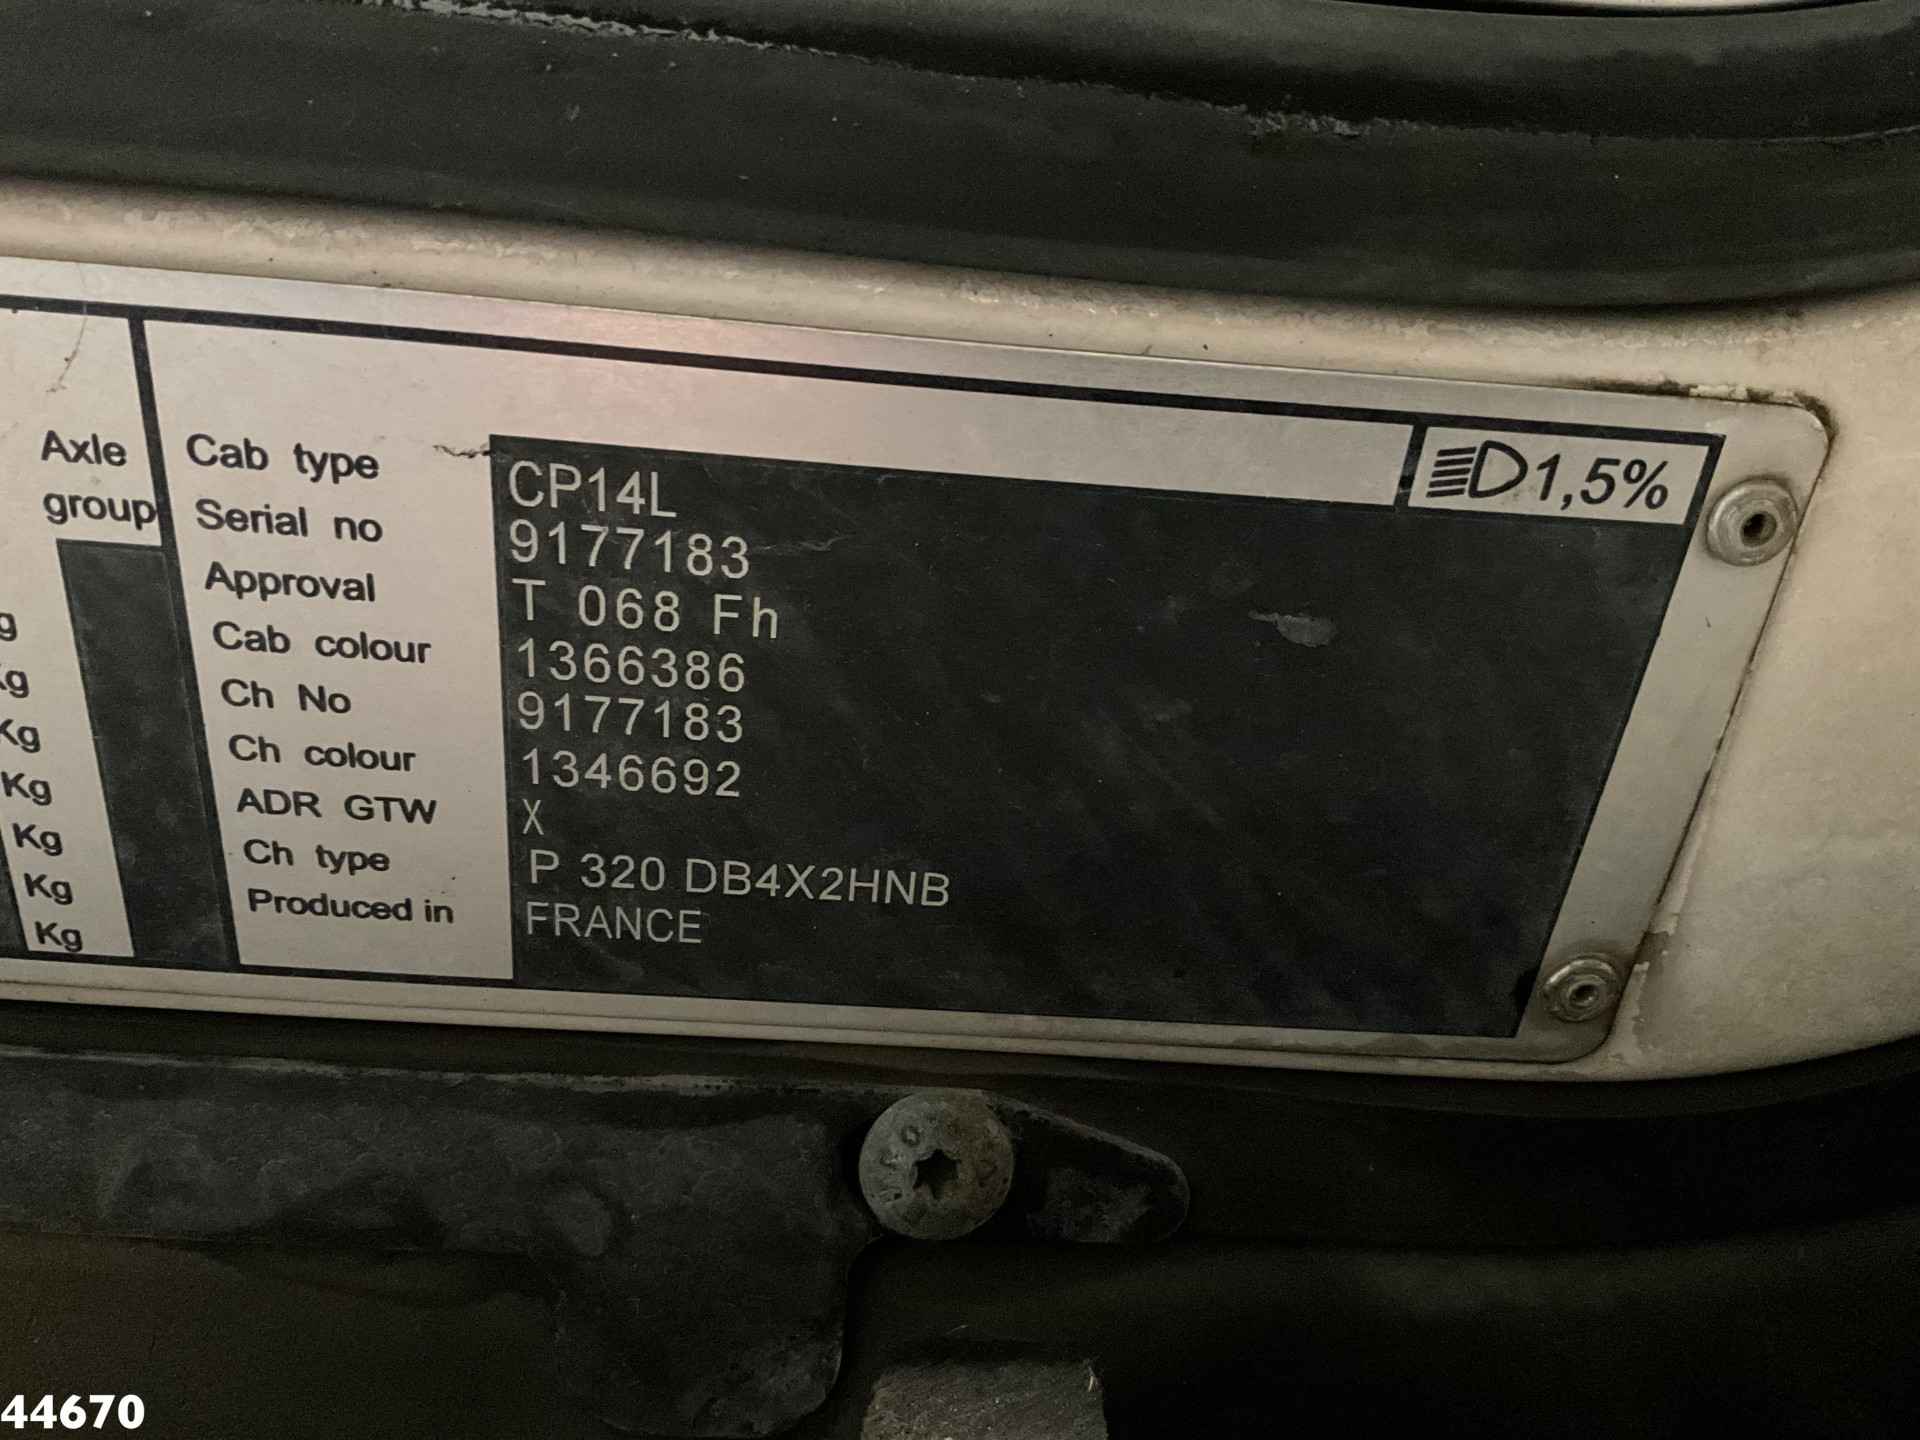 Axle
group
g
Kg
Kg
Kg
Kg
Kg
Kg
Cab type CP14L
Serial no 9177183
Approval T 068 Fh
Cab colour 1366386
Ch No 9177183
Ch colour 1346692
ADR GTW X
Ch type P 320 DB4X2HNB
Produced in FRANCE
1,5%
44670